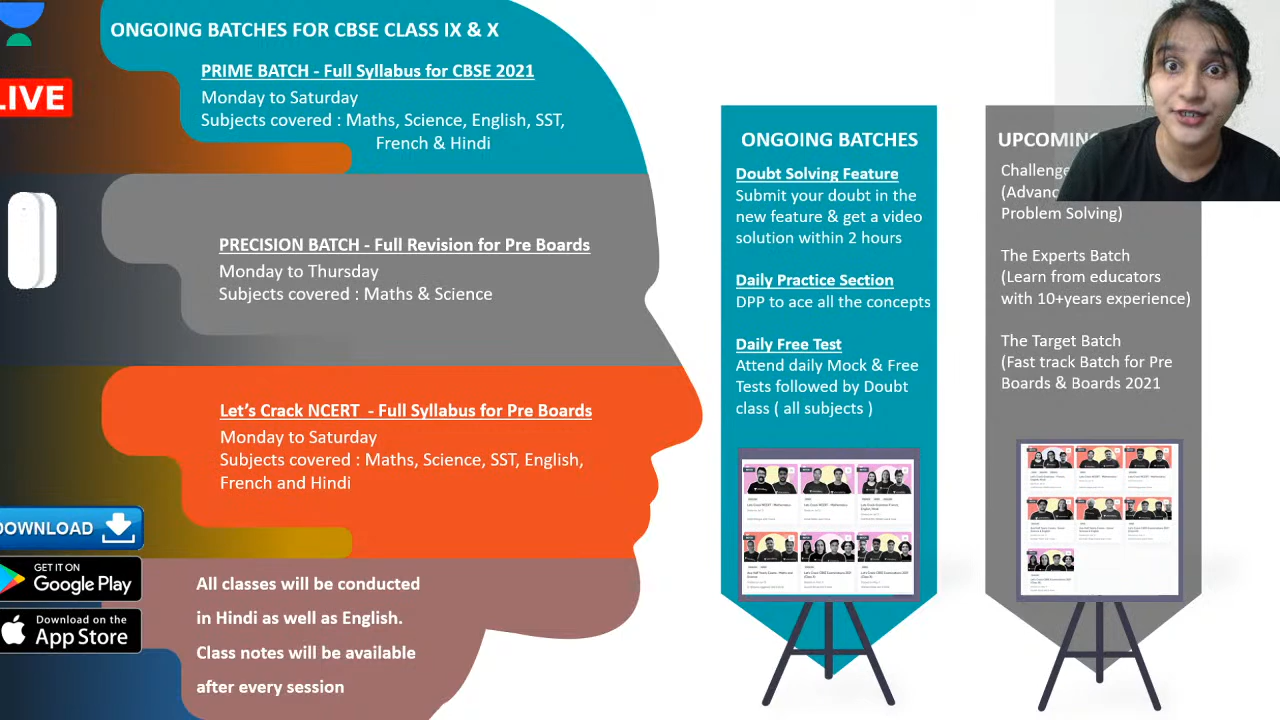 ONGOING BATCHES FOR CBSE CLASS IX & X
PRIME BATCH - Full Syllabus for CBSE 2021
Monday to Saturday
Subjects covered : Maths, Science, English, SST,
French & Hindi
LIVE
PRECISION BATCH - Full Revision for Pre Boards
Monday to Thursday
Subjects covered : Maths & Science
Let's Crack NCERT - Full Syllabus for Pre Boards
Monday to Saturday
Subjects covered : Maths, Science, SST, English,
French and Hindi
DOWNLOAD
GET IT ON
Google Play
Download on the
App Store
All classes will be conducted
in Hindi as well as English.
Class notes will be available
after every session
ONGOING BATCHES
Doubt Solving Feature
Submit your doubt in the
new feature & get a video
solution within 2 hours
Daily Practice Section
DPP to ace all the concepts
Daily Free Test
Attend daily Mock & Free
Tests followed by Doubt
class ( all subjects )
UPCOMING
Challenge
(Advanc
Problem Solving)
The Experts Batch
(Learn from educators
with 10+years experience)
The Target Batch
(Fast track Batch for Pre
Boards & Boards 2021